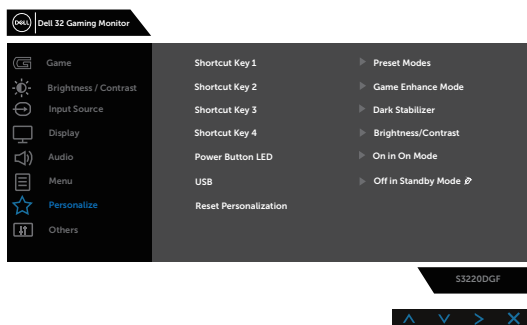 DELL Dell 32 Gaming Monitor
Game Shortcut Key 1 Preset Modes
Brightness / Contrast Shortcut Key 2 Game Enhance Mode
Input Source Shortcut Key 3 Dark Stabilizer
Display Shortcut Key 4 Brightness/Contrast
Audio Power Button LED On in On Mode
Menu USB Off in Standby Mode
Personalize Reset Personalization
Others
S3220DGF